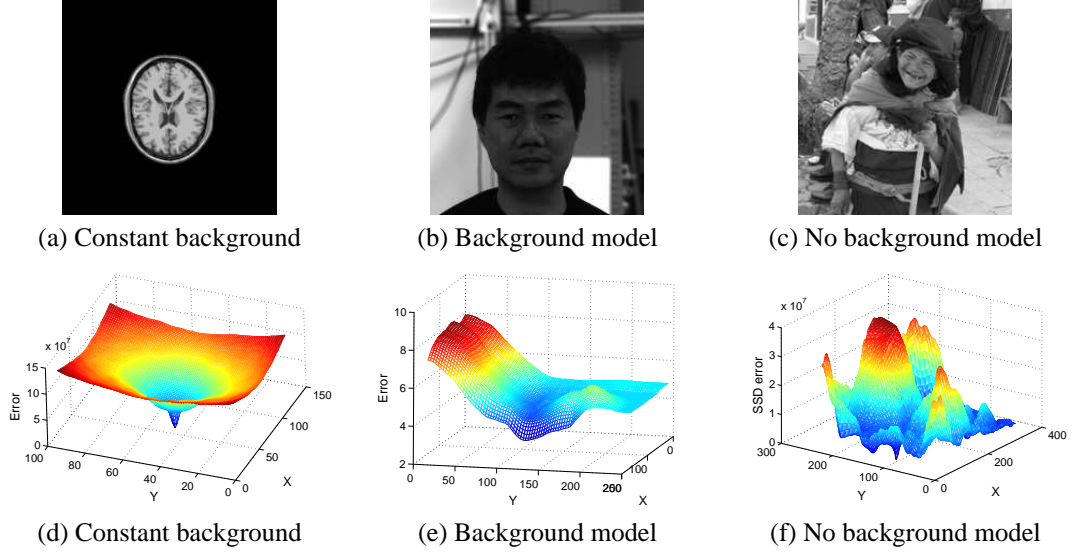 (a) Constant background
(b) Background model
(c) No background model
x 10^7
15
10
5
0
Error
100
80
60
40
20
0
Y
0
50
100
150
X
10
8
6
4
2
Error
0
50
100
150
200
Y
100
0
X
x 10^7
4
3
2
1
0
SSD error
300
200
100
0
Y
0
200
400
X
(d) Constant background
(e) Background model
(f) No background model